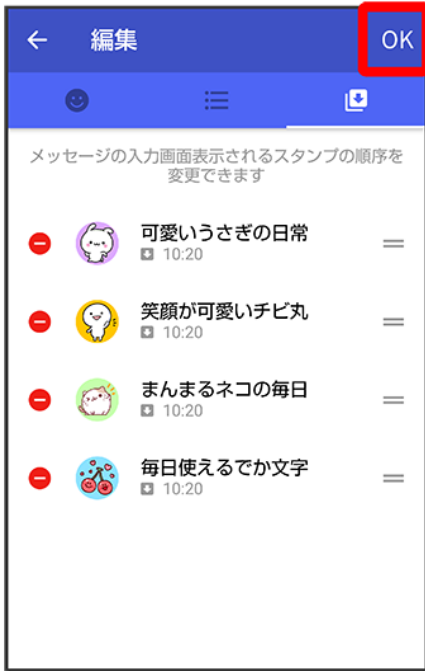 編集
OK
メッセージの入力画面表示されるスタンプの順序を
変更できます
可愛いうさぎの日常
10:20
笑顔が可愛いチビ丸
10:20
まんまるネコの毎日
10:20
毎日使えるでか文字
10:20